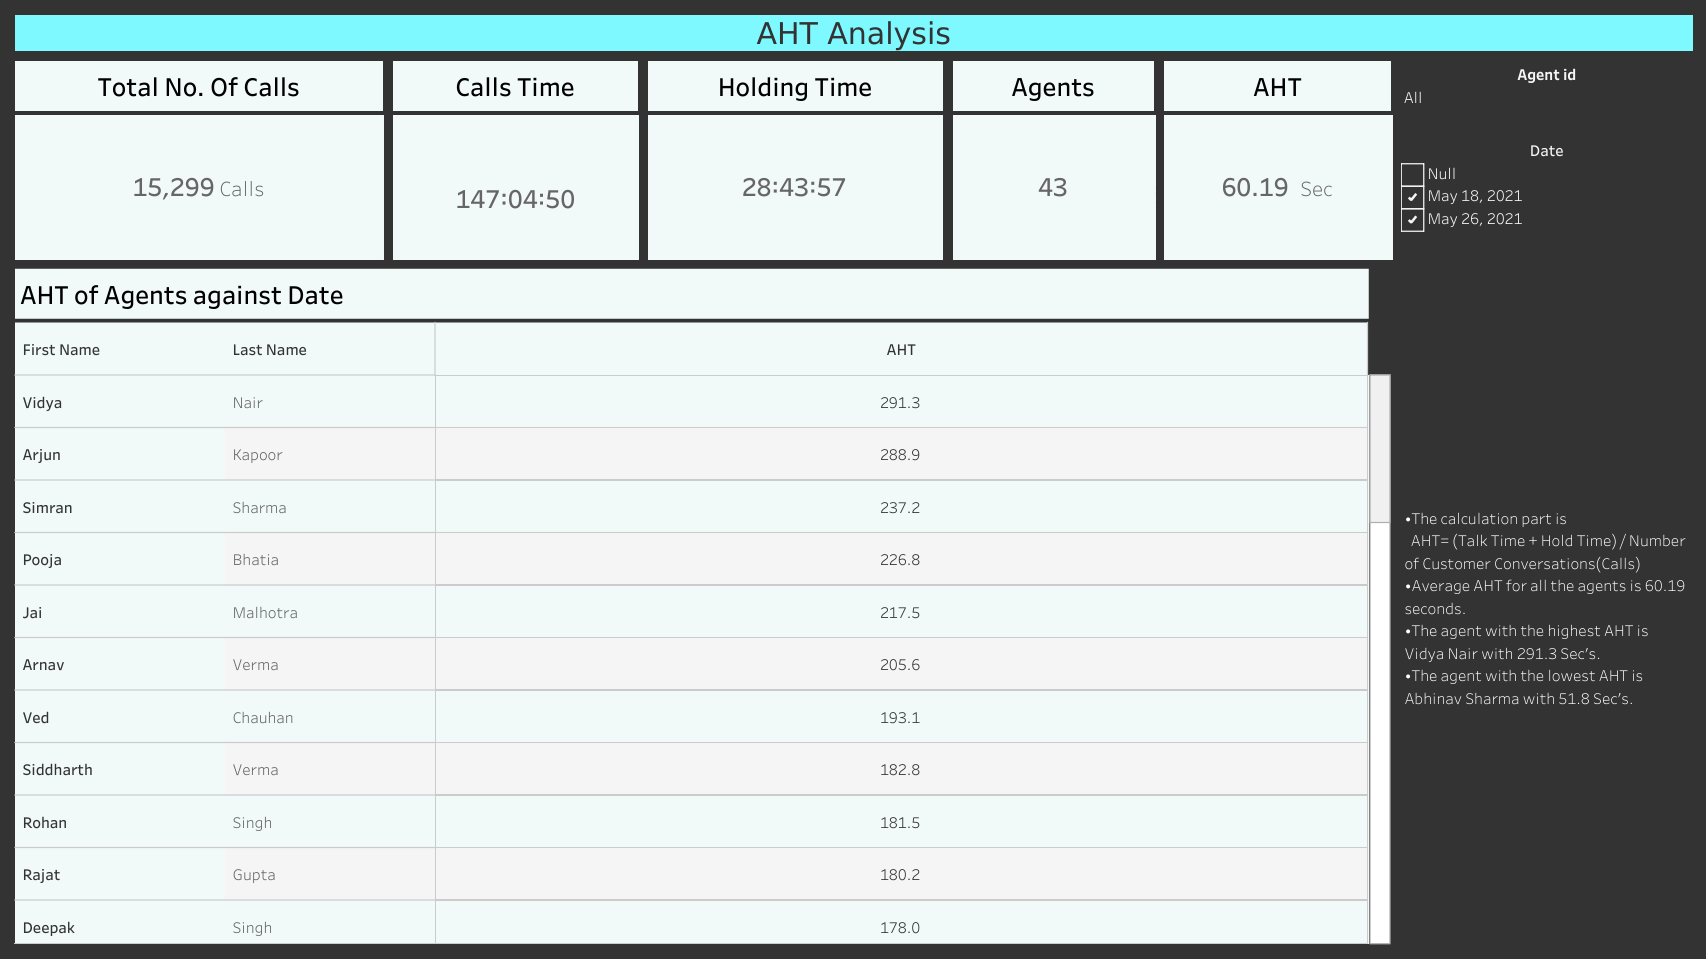 AHT Analysis
Total No. Of Calls
Calls Time
Holding Time
Agents
AHT
15,299 Calls
147:04:50
28:43:57
43
60.19 Sec
Agent id
All
Date
Null
May 18, 2021
May 26, 2021
AHT of Agents against Date
First Name Last Name AHT
Vidya Nair 291.3
Arjun Kapoor 288.9
Simran Sharma 237.2
Pooja Bhatia 226.8
Jai Malhotra 217.5
Arnav Verma 205.6
Ved Chauhan 193.1
Siddharth Verma 182.8
Rohan Singh 181.5
Rajat Gupta 180.2
Deepak Singh 178.0
•The calculation part is
AHT= (Talk Time + Hold Time) / Number
of Customer Conversations(Calls)
•Average AHT for all the agents is 60.19
seconds.
•The agent with the highest AHT is
Vidya Nair with 291.3 Sec's.
•The agent with the lowest AHT is
Abhinav Sharma with 51.8 Sec's.